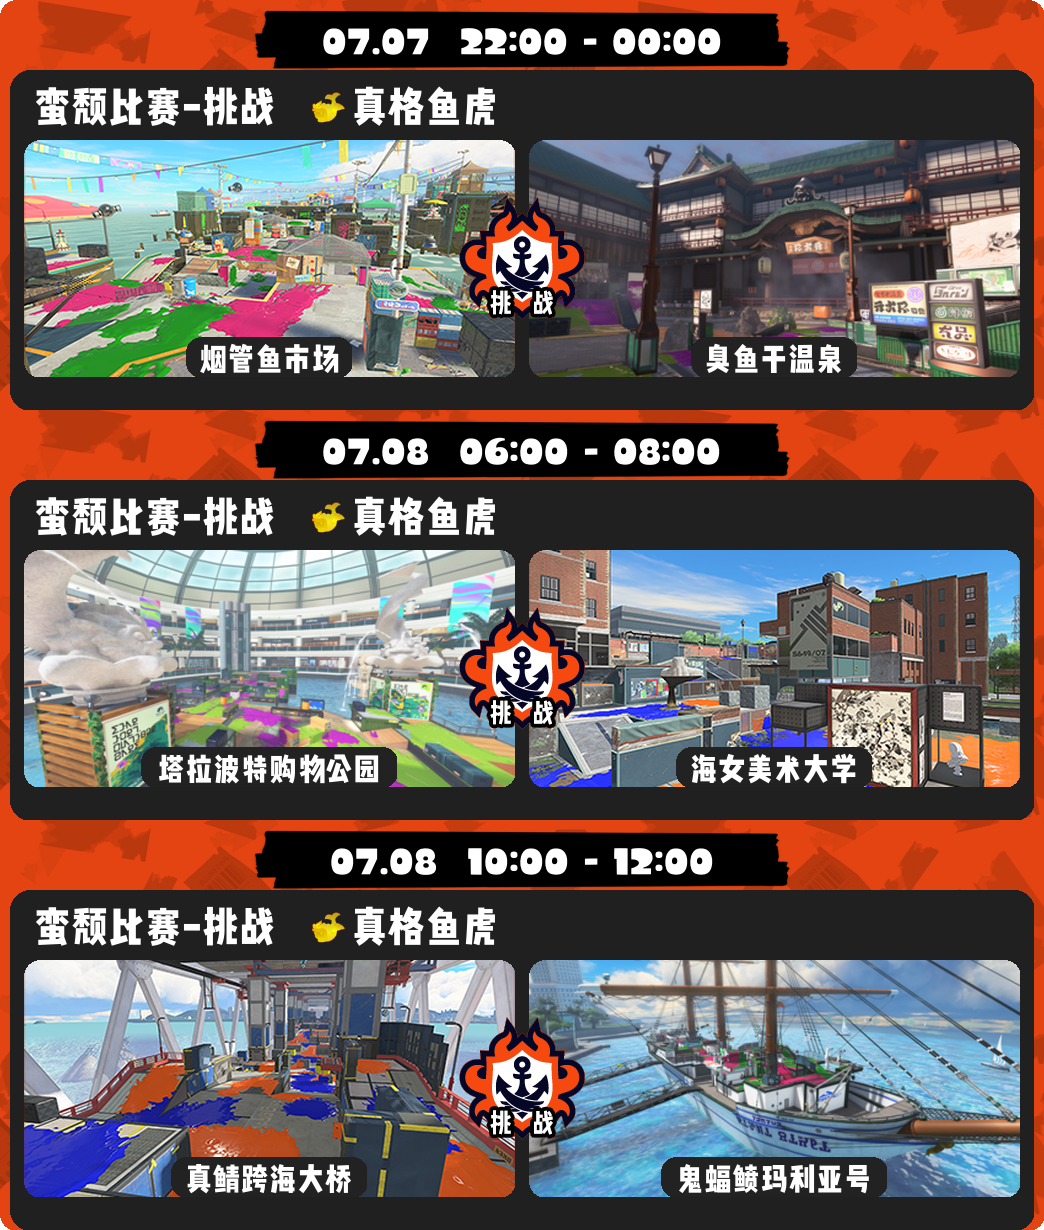 07.07 22:00 - 00:00
蛮颓比赛-挑战 真格鱼虎
挑战
烟管鱼市场
臭鱼干温泉
07.08 06:00 - 08:00
蛮颓比赛-挑战 真格鱼虎
挑战
塔拉波特购物公园
海女美术大学
07.08 10:00 - 12:00
蛮颓比赛-挑战 真格鱼虎
挑战
真鲭跨海大桥
鬼蝠鲼玛利亚号